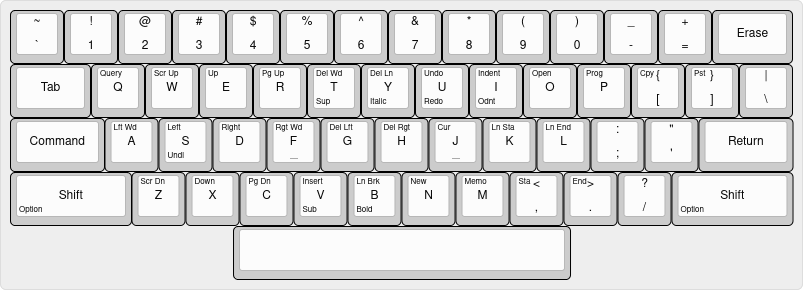 ~ ! @ # $ % ^ & * ( ) _ +
` 1 2 3 4 5 6 7 8 9 0 - = Erase
Query Scr Up Up Pg Up Del Wd Del Ln Undo Indent Open Prog Cpy { Pst } |
Tab Q W E R T Y U I O P
Sup Italic Redo Odnt [ ] \
Lft Wd Left Right Rgt Wd Del Lft Del Rgt Cur Ln Sta Ln End : "
Command A S D F G H J K L Return
Undl _ _ ; '
Scr Dn Down Pg Dn Insert Ln Brk New Memo Sta < End > ?
Shift Z X C V B N M Shift
Option Sub Bold , . / Option